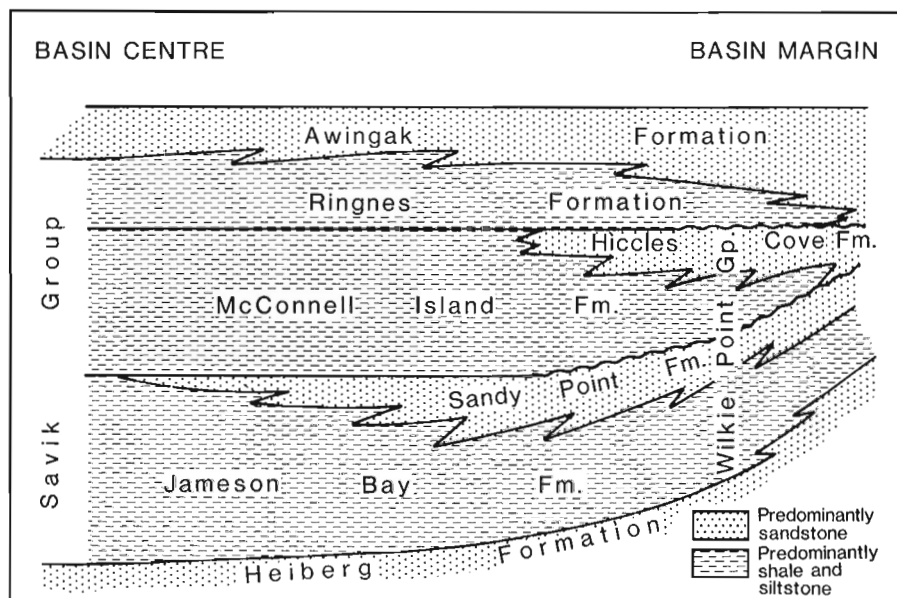 BASIN CENTRE
BASIN MARGIN
Awingak Formation
Ringnes Formation
Hiccles Cove Fm.
McConnell Island Fm.
Sandy Point Fm.
Jameson Bay Fm.
Heiberg Formation
Savik Group
Wilkie Point Gp
Predominantly
sandstone
Predominantly
shale and
siltstone